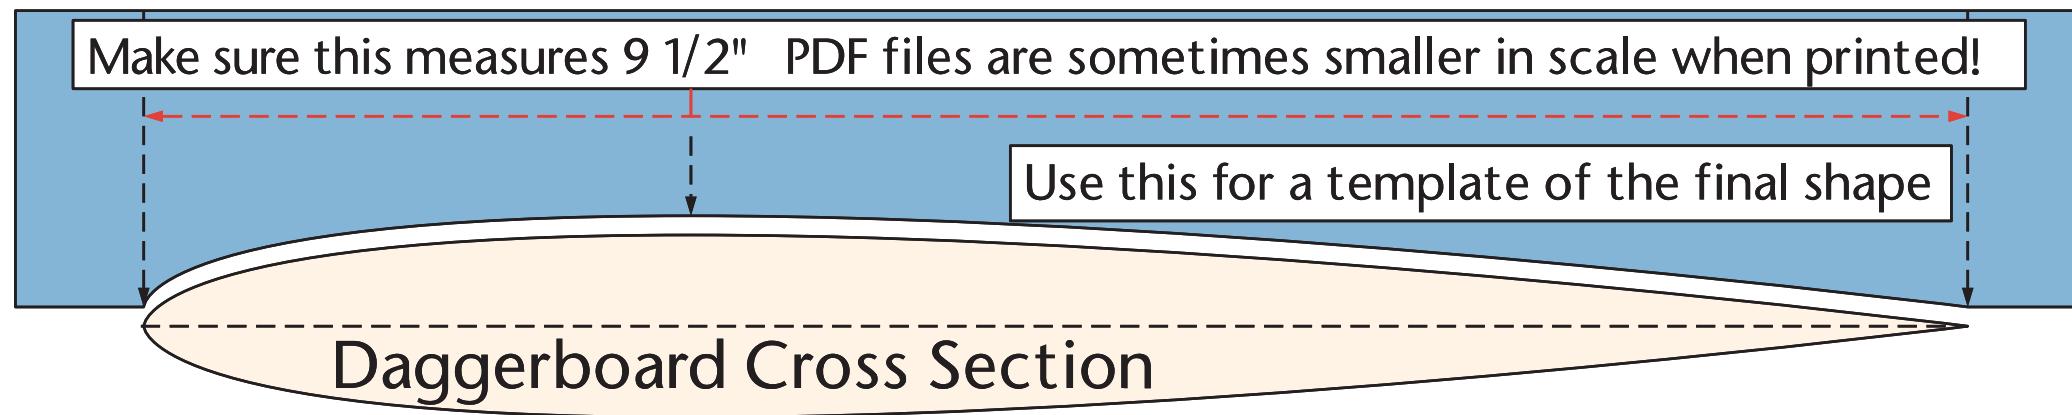 Make sure this measures 9 1/2" PDF files are sometimes smaller in scale when printed!
Use this for a template of the final shape
Daggerboard Cross Section